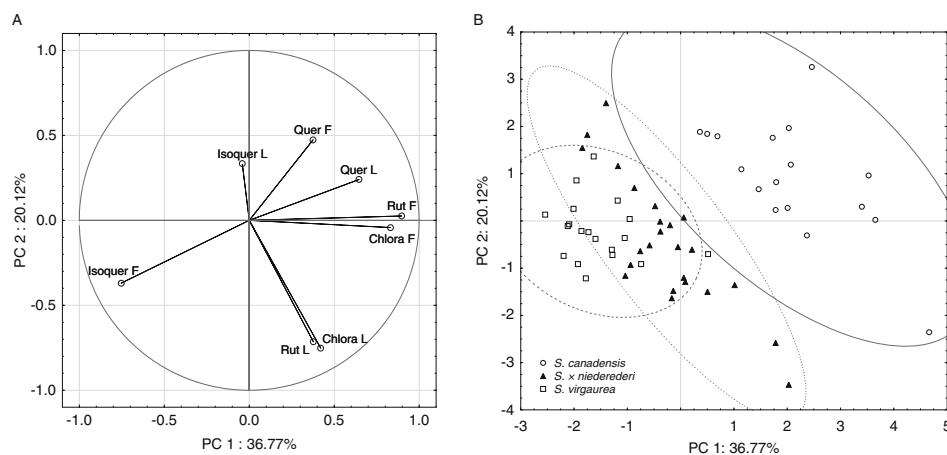 A
PC 2 : 20.12%
1.0
0.5
0.0
-0.5
-1.0
Quer F
Isoquer L
Quer L
Rut F
Chlora F
Isoquer F
Rut L
Chlora L
-1.0 -0.5 0.0 0.5 1.0
PC 1 : 36.77%
B
PC 2: 20.12%
4
3
2
1
0
-1
-2
-3
-4
S. canadensis
S. × niederederi
S. virgaurea
-3 -2 -1 0 1 2 3 4 5
PC 1: 36.77%